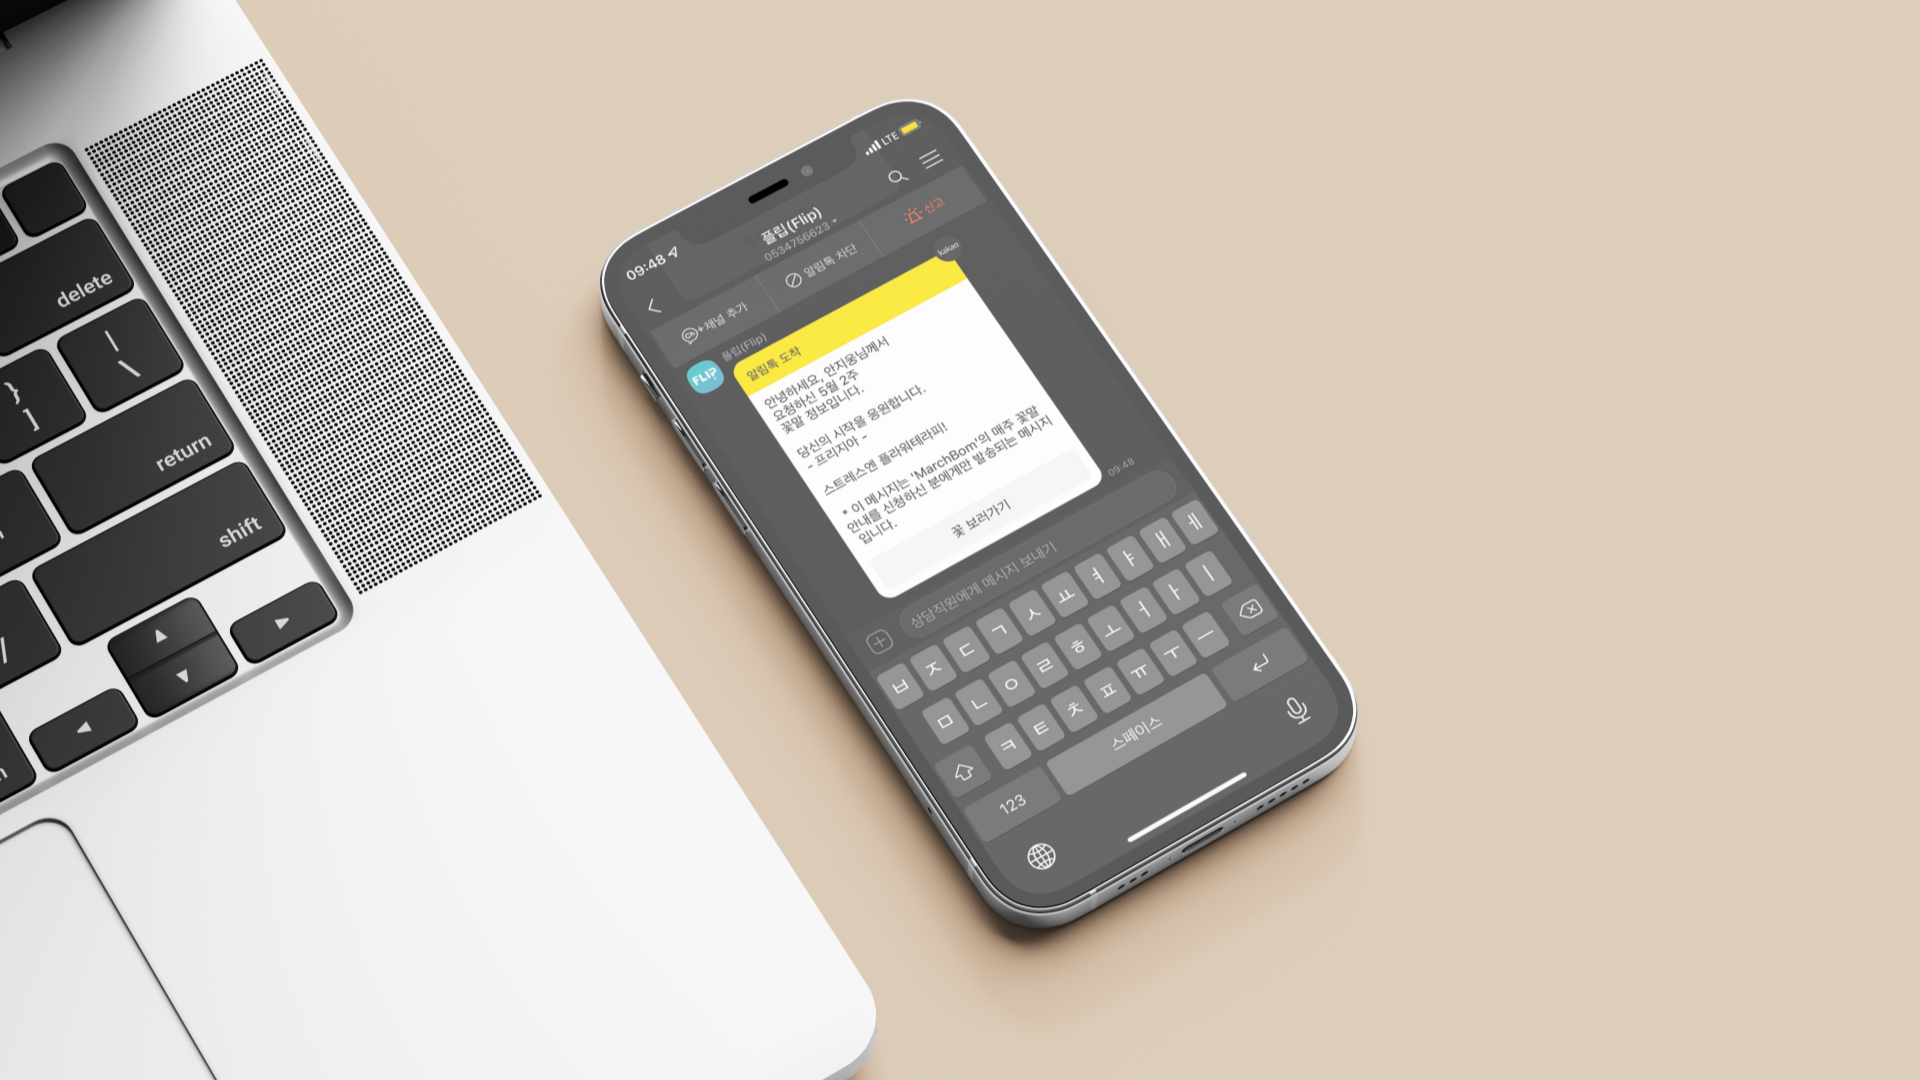 delete
|
\
}
]
return
shift
/
▲
▼
◀
▶
09:48
LTE
플립(Flip)
0534756623
Ch+ 채널 추가
알림톡 차단
신고
플립(Flip)
FLIP
kakao
알림톡 도착
안녕하세요, 안지웅님께서
요청하신 5월 2주
꽃말 정보입니다.
당신의 시작을 응원합니다.
- 프리지아 -
스트레스엔 플라워테라피!
* 이 메시지는 'MarchBom'의 매주 꽃말
안내를 신청하신 분에게만 발송되는 메시지
입니다.
꽃 보러가기
09:48
상담직원에게 메시지 보내기
ㅂ ㅈ ㄷ ㄱ ㅅ ㅛ ㅕ ㅑ ㅐ ㅔ
ㅁ ㄴ ㅇ ㄹ ㅎ ㅗ ㅓ ㅏ ㅣ
ㅋ ㅌ ㅊ ㅍ ㅠ ㅜ ㅡ
123 스페이스